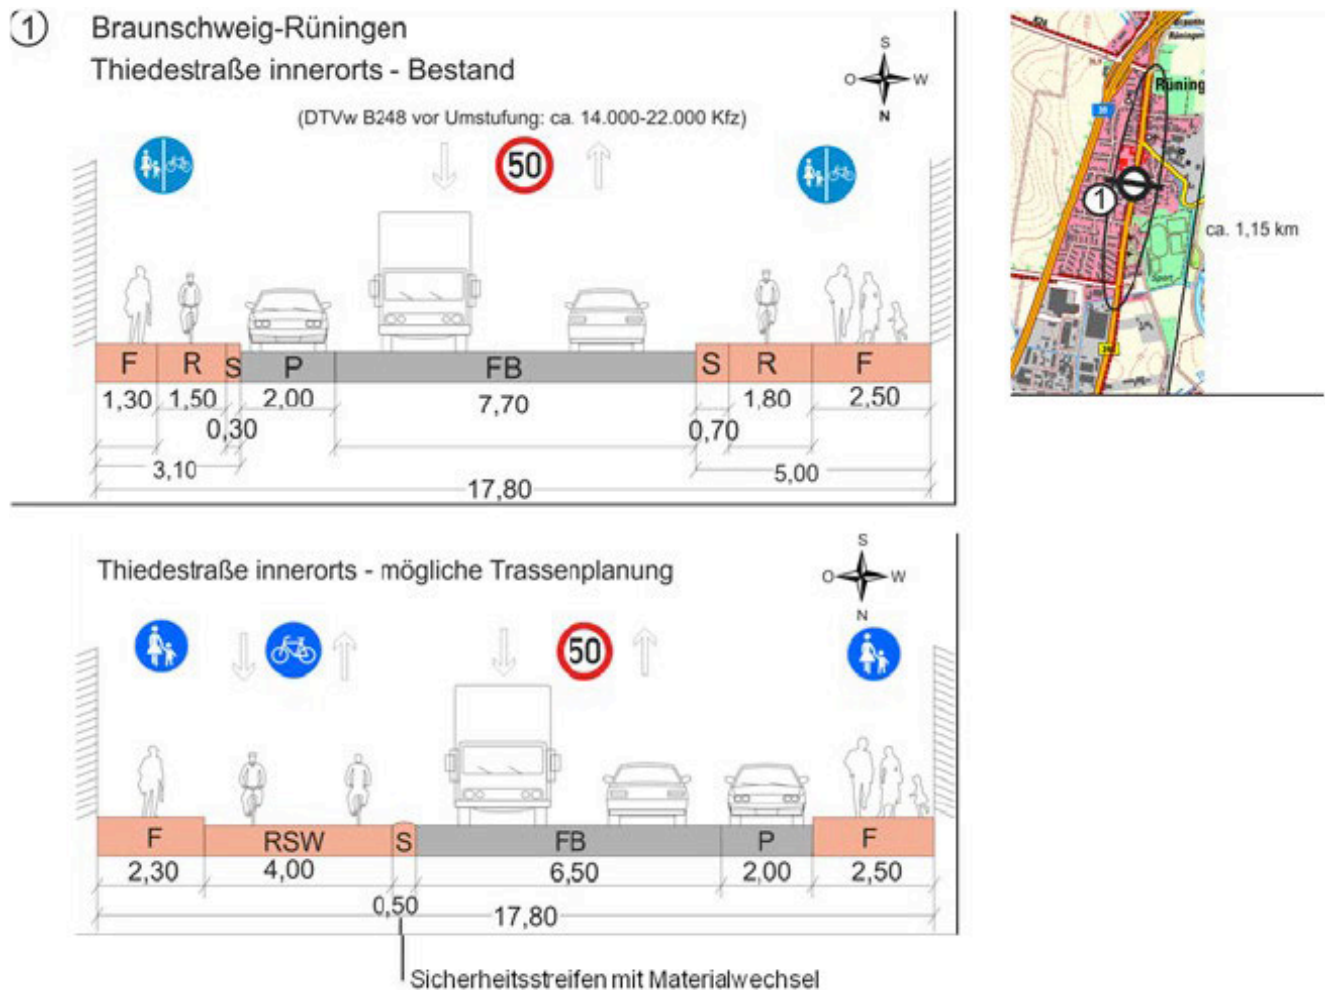 1
Braunschweig-Rüningen
Thiedestraße innerorts - Bestand
(DTVw B248 vor Umstufung: ca. 14.000-22.000 Kfz)
S
O W
N
50
F R S P FB S R F
1,30 1,50 2,00 7,70 1,80 2,50
0,30 0,70
3,10 5,00
17,80
Rüning
1
ca. 1,15 km
Thiedestraße innerorts - mögliche Trassenplanung
S
O W
N
50
F RSW S FB P F
2,30 4,00 6,50 2,00 2,50
0,50
17,80
Sicherheitsstreifen mit Materialwechsel